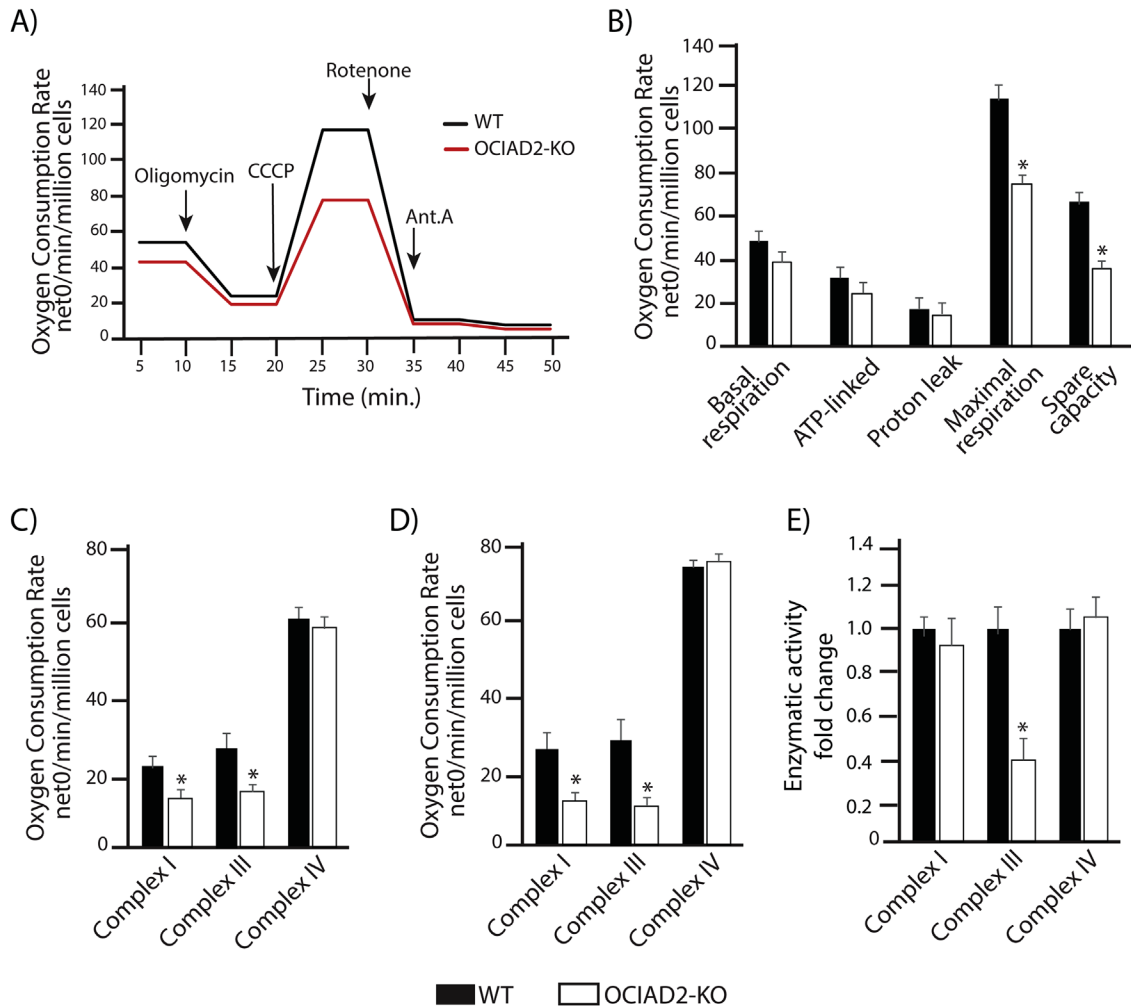 A)
Oxygen Consumption Rate
net0/min/million cells
140
120
100
80
60
40
20
0
Oligomycin
CCCP
Rotenone
Ant.A
WT
OCIAD2-KO
5 10 15 20 25 30 35 40 45 50
Time (min.)
B)
Oxygen Consumption Rate
net0/min/million cells
140
120
100
80
60
40
20
0
*
*
Basal
respiration
ATP-linked
Proton leak
Maximal
respiration
Spare
capacity
C)
Oxygen Consumption Rate
net0/min/million cells
80
60
40
20
0
*
*
Complex I
Complex III
Complex IV
D)
Oxygen Consumption Rate
net0/min/million cells
80
60
40
20
0
*
*
Complex I
Complex III
Complex IV
E)
Enzymatic activity
fold change
1.4
1.2
1.0
0.8
0.6
0.4
0.2
0
*
Complex I
Complex III
Complex IV
WT OCIAD2-KO